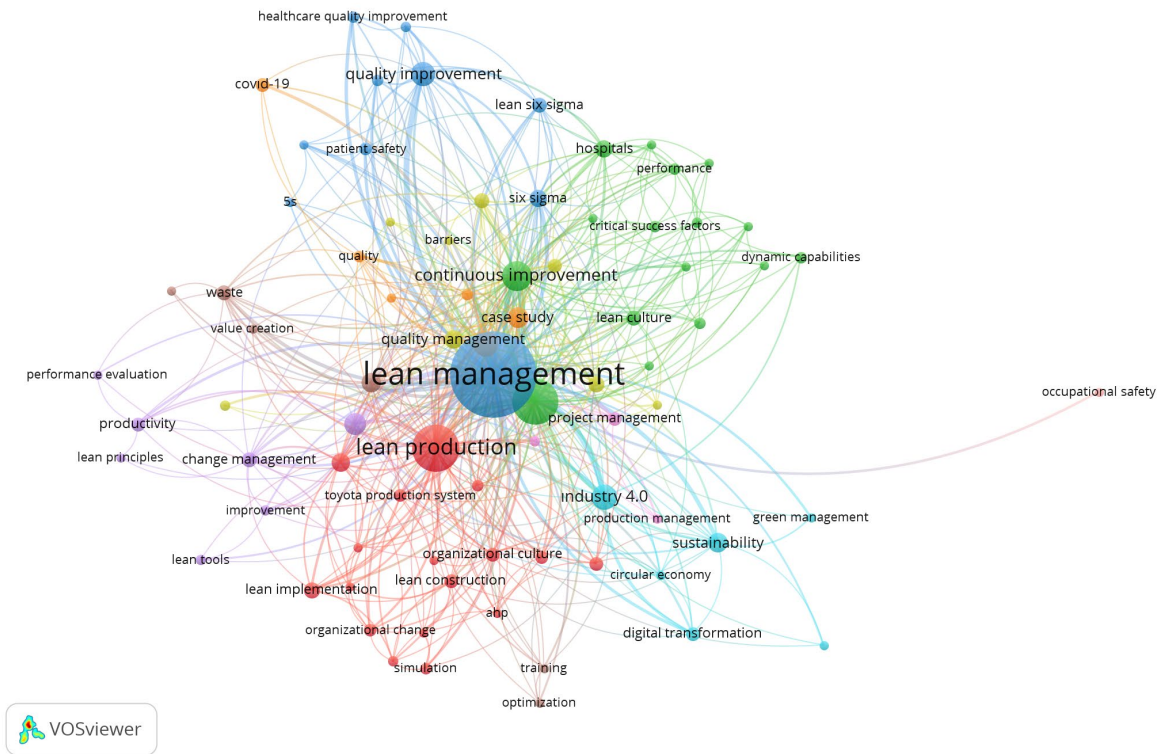 healthcare quality improvement
quality improvement
covid-19
lean six sigma
patient safety
hospitals
performance
5s
six sigma
critical success factors
barriers
quality
dynamic capabilities
continuous improvement
waste
case study
lean culture
value creation
quality management
lean management
performance evaluation
occupational safety
project management
productivity
lean production
lean principles
change management
toyota production system
industry 4.0
improvement
production management
green management
sustainability
organizational culture
lean tools
circular economy
lean construction
lean implementation
ahp
organizational change
digital transformation
simulation
training
optimization
VOSviewer